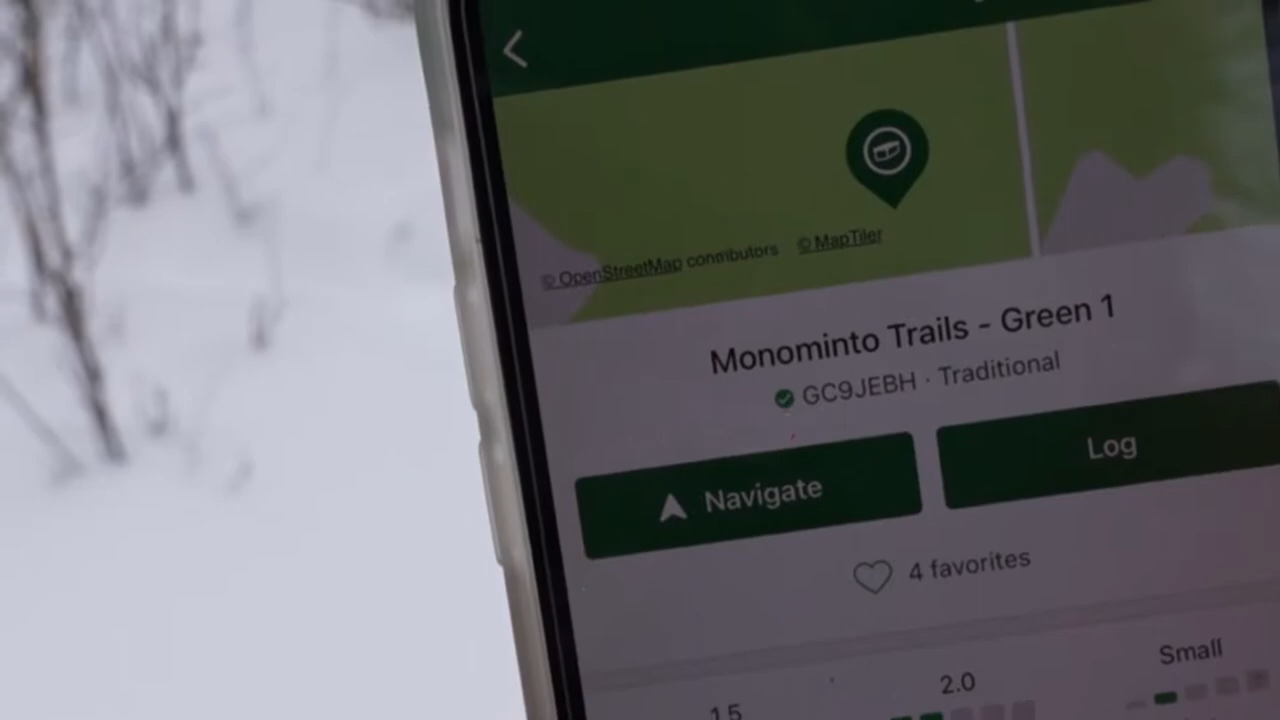 © OpenStreetMap contributors © MapTiler
Monominto Trails - Green 1
GC9JEBH · Traditional
Navigate
Log
4 favorites
1.5
2.0
Small